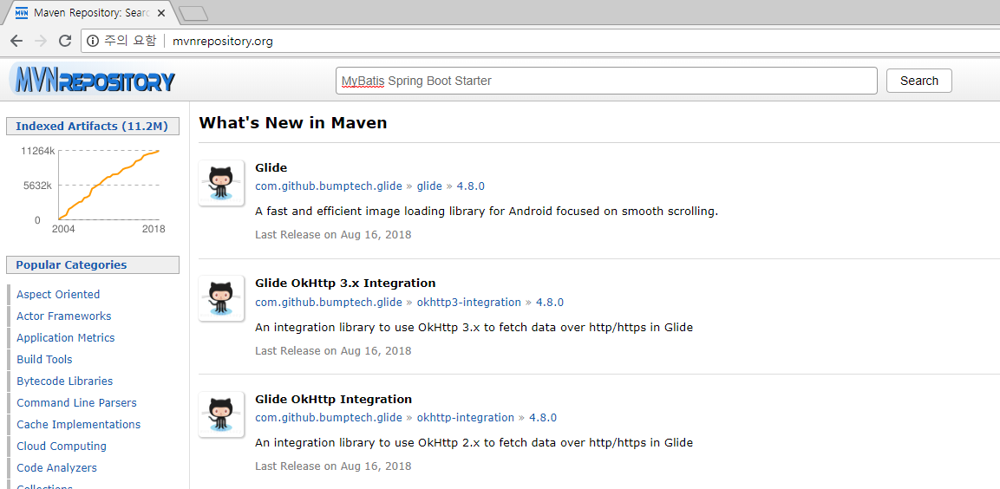 Maven Repository: Searc
주의 요함 mvnrepository.org
MVNREPOSITORY
MyBatis Spring Boot Starter
Search
Indexed Artifacts (11.2M)
11264k
5632k
0
2004 2018
Popular Categories
Aspect Oriented
Actor Frameworks
Application Metrics
Build Tools
Bytecode Libraries
Command Line Parsers
Cache Implementations
Cloud Computing
Code Analyzers
Collections
What's New in Maven
Glide
com.github.bumptech.glide » glide » 4.8.0
A fast and efficient image loading library for Android focused on smooth scrolling.
Last Release on Aug 16, 2018
Glide OkHttp 3.x Integration
com.github.bumptech.glide » okhttp3-integration » 4.8.0
An integration library to use OkHttp 3.x to fetch data over http/https in Glide
Last Release on Aug 16, 2018
Glide OkHttp Integration
com.github.bumptech.glide » okhttp-integration » 4.8.0
An integration library to use OkHttp 2.x to fetch data over http/https in Glide
Last Release on Aug 16, 2018